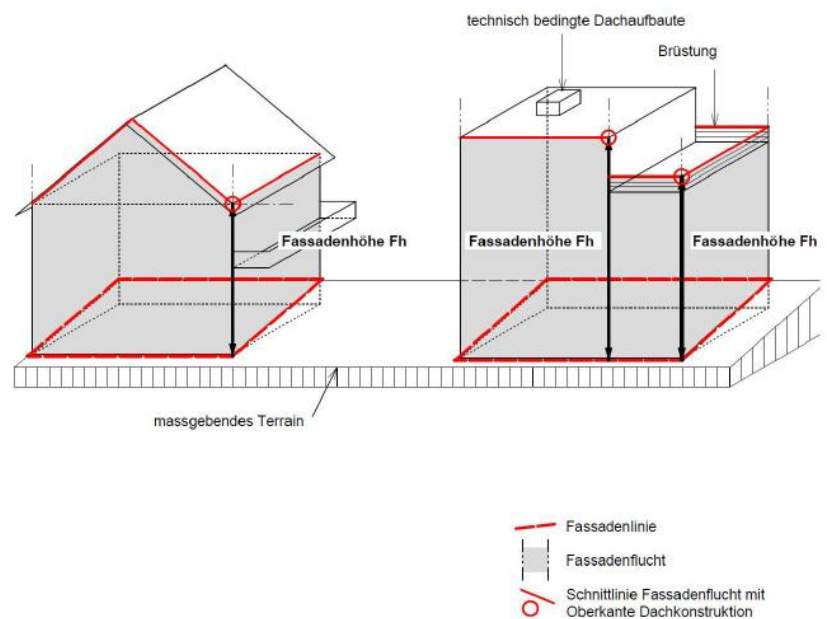 technisch bedingte Dachaufbaute
Brüstung
Fassadenhöhe Fh
Fassadenhöhe Fh
Fassadenhöhe Fh
massgebendes Terrain
Fassadenlinie
Fassadenflucht
Schnittlinie Fassadenflucht mit
Oberkante Dachkonstruktion